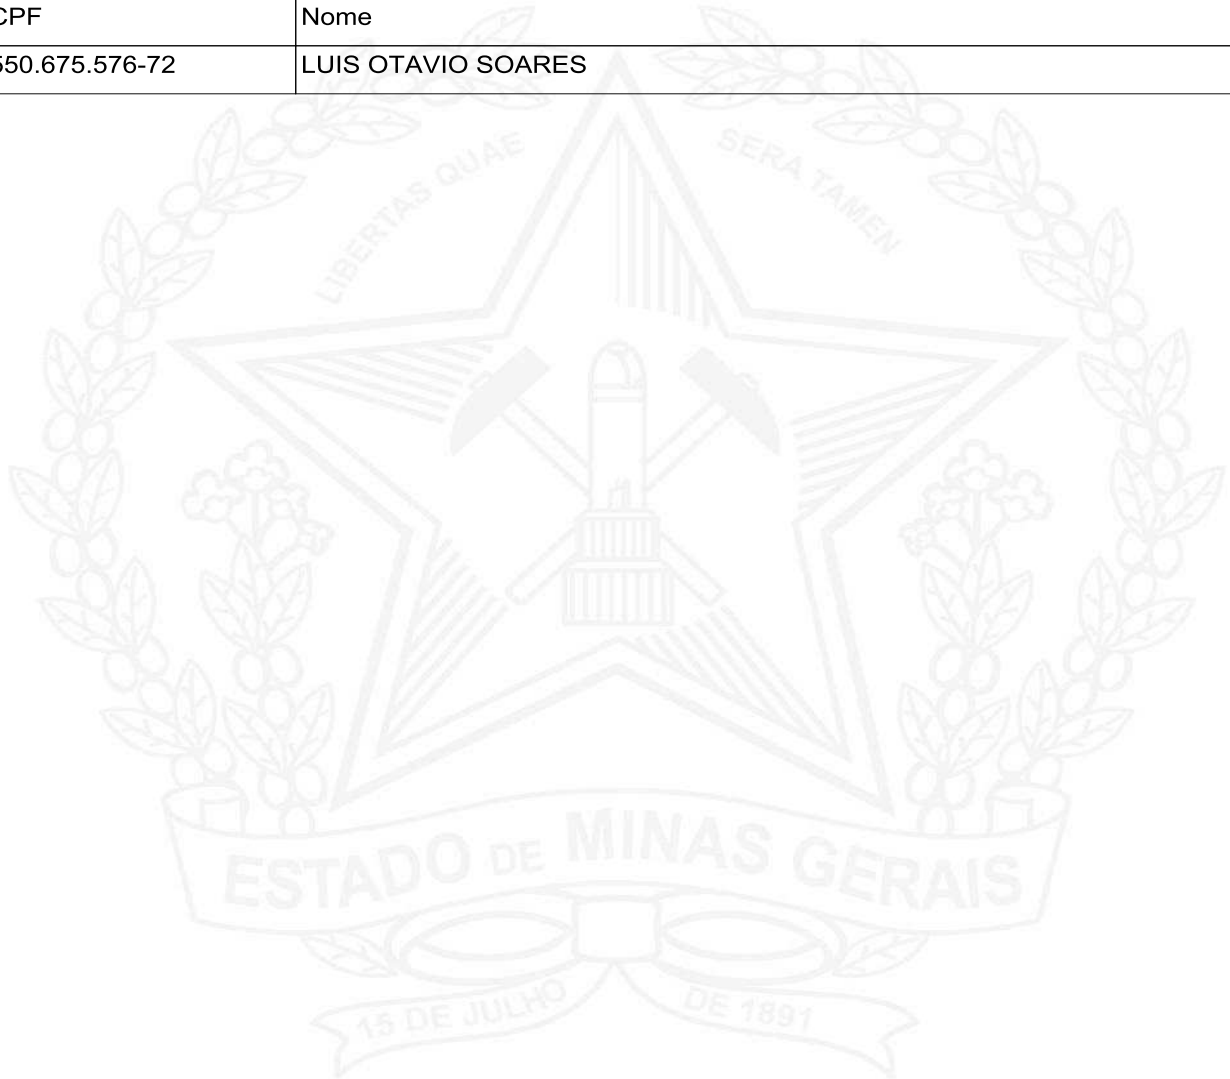 CPF Nome
550.675.576-72 LUIS OTAVIO SOARES
LIBERTAS QUAE SERA TAMEN
ESTADO DE MINAS GERAIS
15 DE JULHO DE 1891